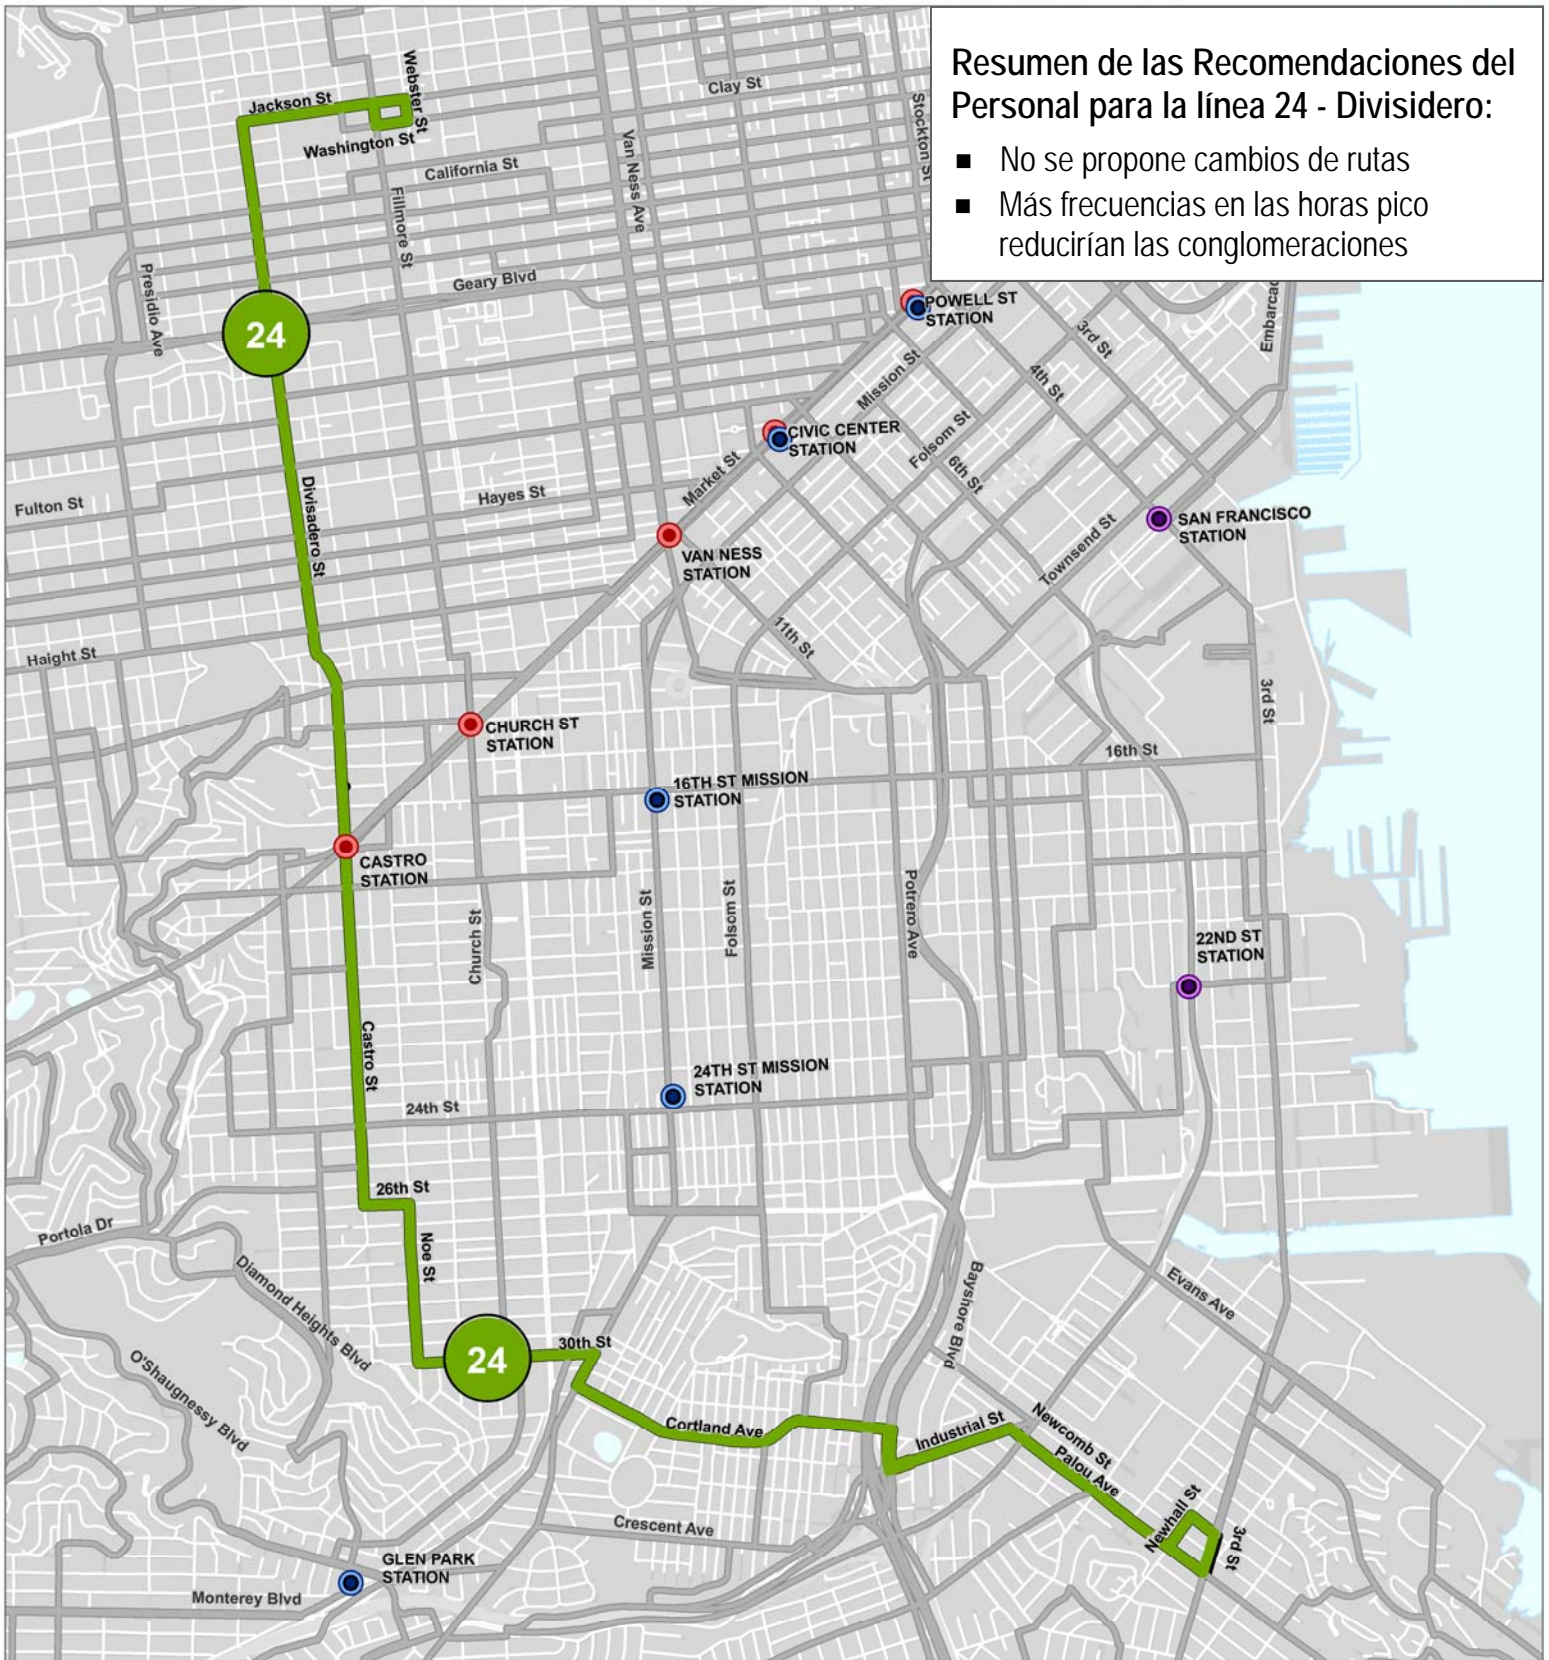 Resumen de las Recomendaciones del
Personal para la línea 24 - Divisidero:
■ No se propone cambios de rutas
■ Más frecuencias en las horas pico
reducirían las conglomeraciones
Webster St
Jackson St
Washington St
Clay St
Stockton St
California St
Van Ness Ave
Fillmore St
Presidio Ave
Geary Blvd
24
POWELL ST
STATION
3rd St
4th St
Mission St
CIVIC CENTER
STATION
Folsom St
6th St
Market St
Hayes St
Fulton St
Divisadero St
VAN NESS
STATION
SAN FRANCISCO
STATION
Townsend St
11th St
Haight St
3rd St
CHURCH ST
STATION
16th St
16TH ST MISSION
STATION
CASTRO
STATION
Church St
Mission St
Folsom St
Potrero Ave
22ND ST
STATION
Castro St
24TH ST MISSION
STATION
24th St
26th St
Portola Dr
Noe St
Diamond Heights Blvd
Bayshore Blvd
Evans Ave
24
30th St
O'Shaugnessy Blvd
Cortland Ave
Industrial St
Newcomb St
Palou Ave
Newhall St
3rd St
Crescent Ave
GLEN PARK
STATION
Monterey Blvd